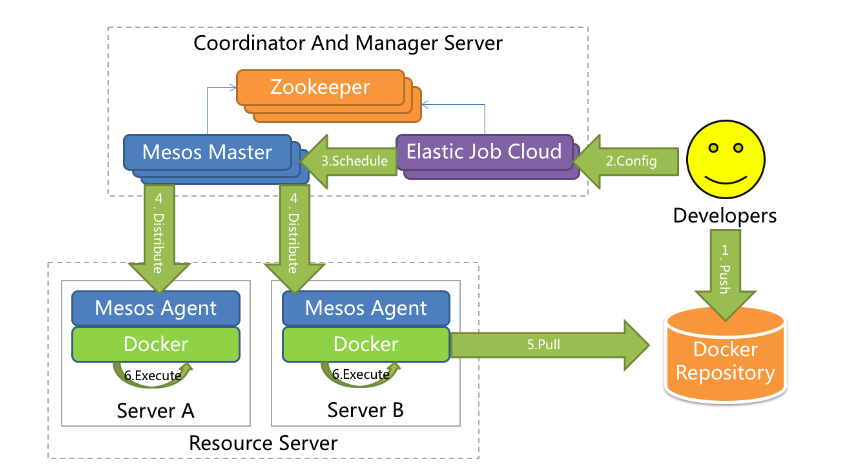 Coordinator And Manager Server
Zookeeper
Mesos Master
3.Schedule
Elastic Job Cloud
2.Config
Developers
4. Distribute
4. Distribute
1. Push
Mesos Agent
Docker
6.Execute
Server A
Mesos Agent
Docker
6.Execute
Server B
5.Pull
Docker
Repository
Resource Server